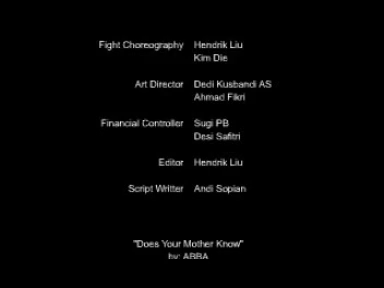 Fight Choreography Hendrik Liu
Kim Die
Art Director Dedi Kusbandi AS
Ahmad Fikri
Financial Controller Sugi PB
Desi Safitri
Editor Hendrik Liu
Script Writter Andi Sopian
"Does Your Mother Know"
by: ABBA